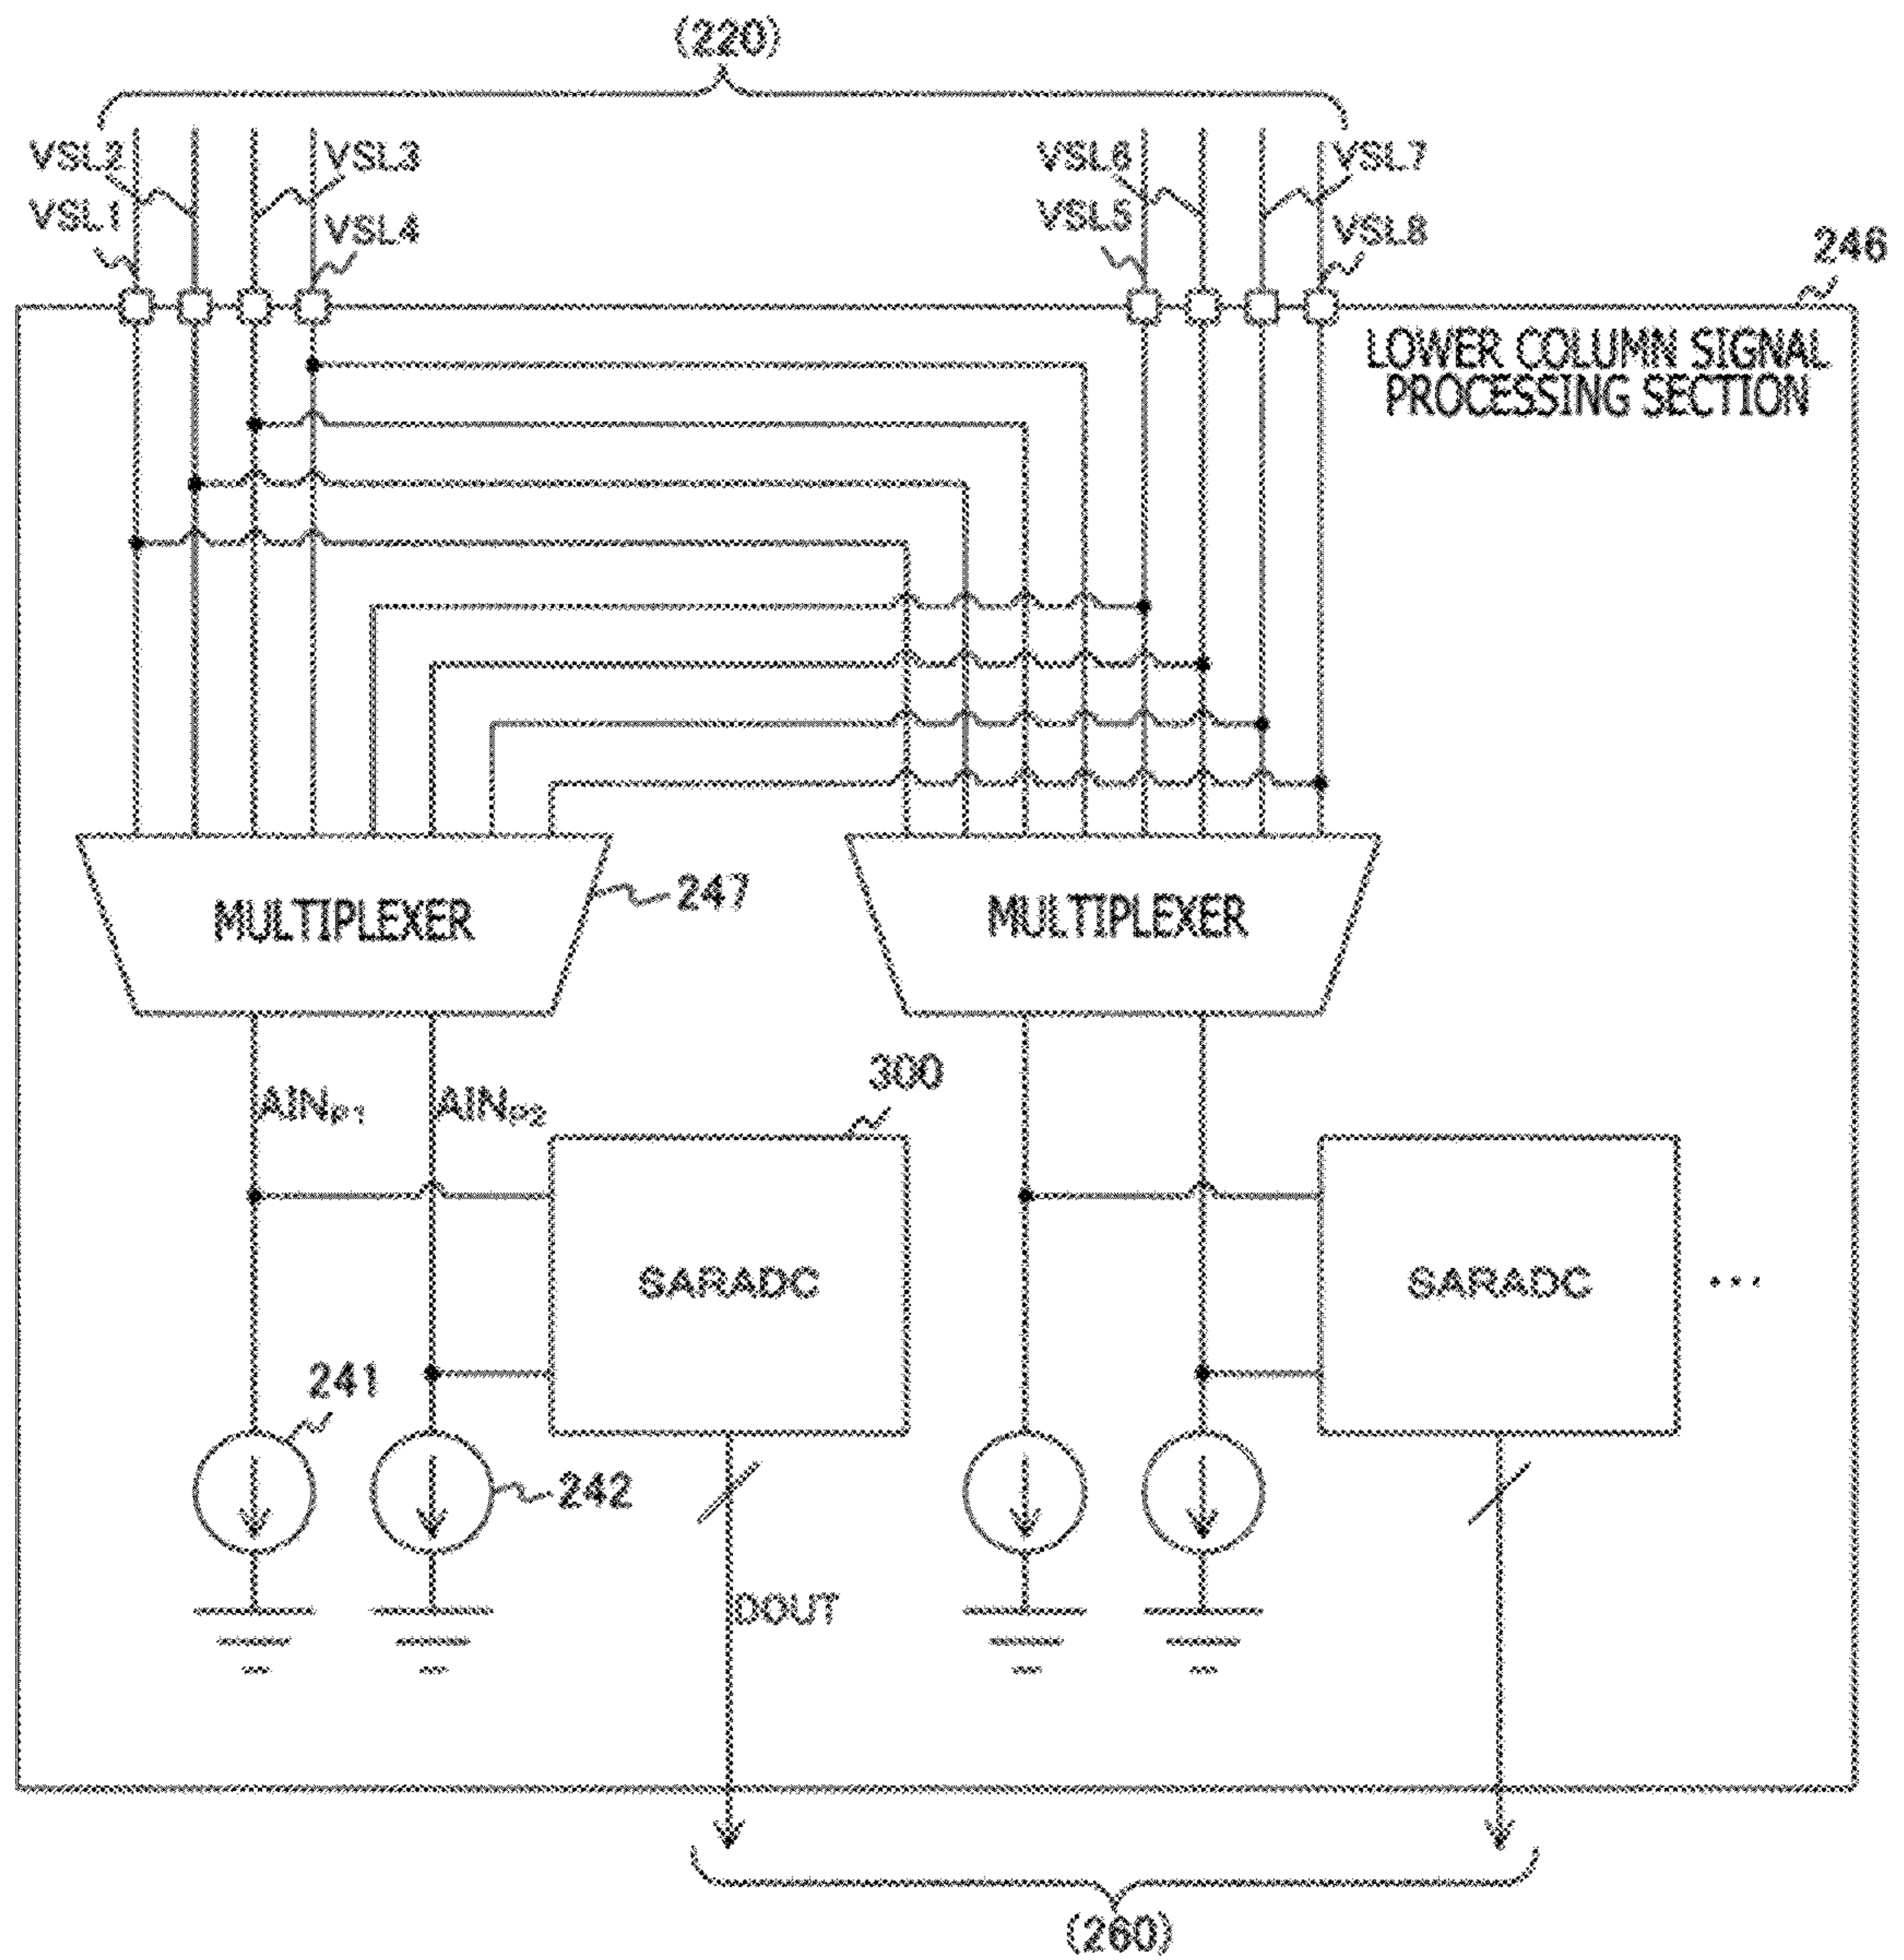 (220)
VSL2
VSL3
VSL6
VSL7
VSL1
VSL4
VSL5
VSL8
246
LOWER COLUMN SIGNAL
PROCESSING SECTION
MULTIPLEXER
247
MULTIPLEXER
300
AINP1
AINP2
SARADC
SARADC
...
241
242
DOUT
(260)